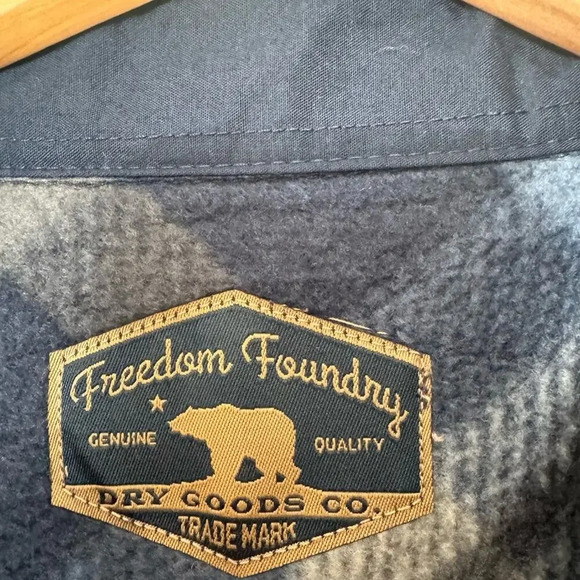 Freedom Foundry
GENUINE QUALITY
DRY GOODS CO.
TRADE MARK